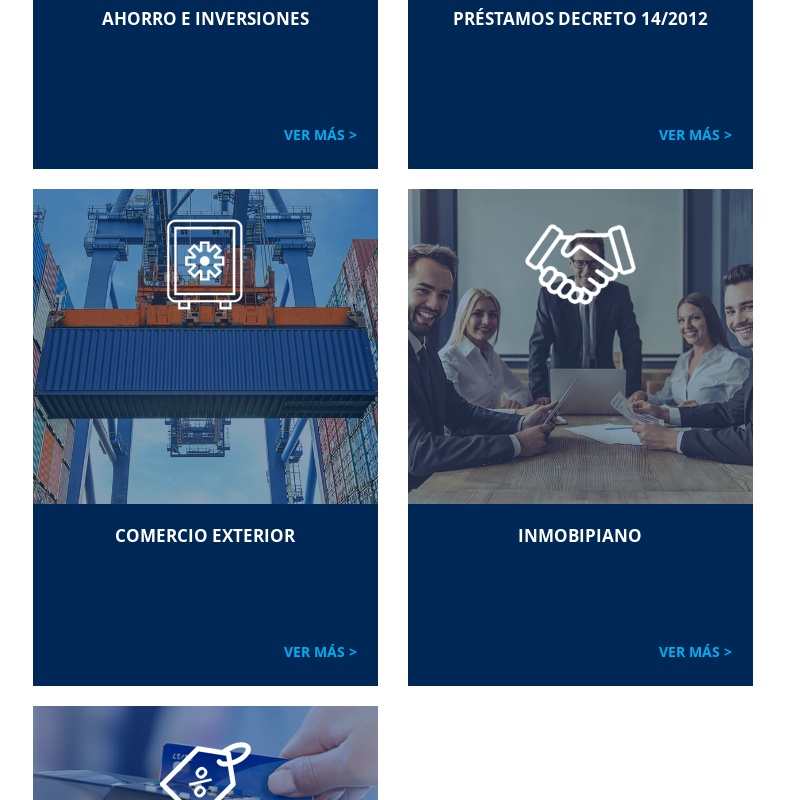 AHORRO E INVERSIONES
PRÉSTAMOS DECRETO 14/2012
VER MÁS >
VER MÁS >
COMERCIO EXTERIOR
INMOBIPIANO
VER MÁS >
VER MÁS >
%